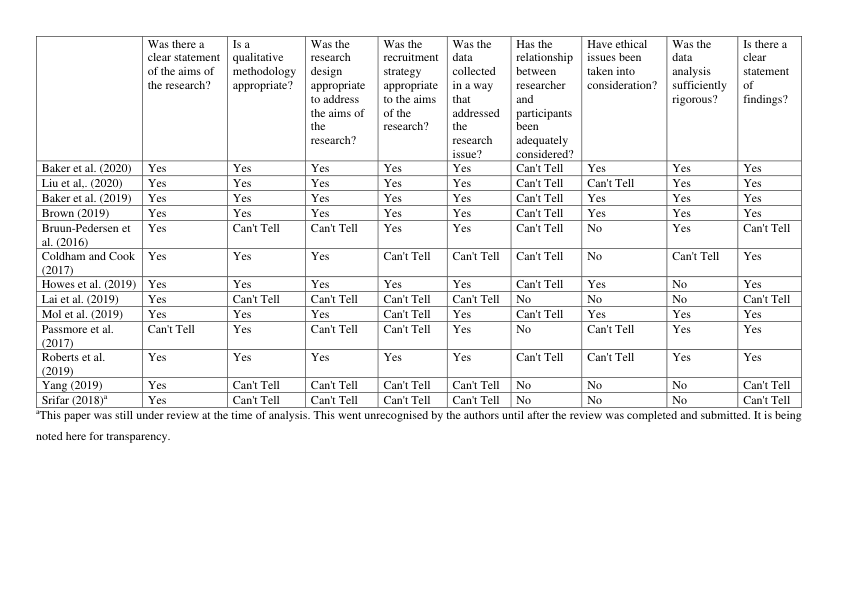 Was there a clear statement of the aims of the research? Is a qualitative methodology appropriate? Was the research design appropriate to address the aims of the research? Was the recruitment strategy appropriate to the aims of the research? Was the data collected in a way that addressed the research issue? Has the relationship between researcher and participants been adequately considered? Have ethical issues been taken into consideration? Was the data analysis sufficiently rigorous? Is there a clear statement of findings?
Baker et al. (2020) Yes Yes Yes Yes Yes Can't Tell Yes Yes Yes
Liu et al,. (2020) Yes Yes Yes Yes Yes Can't Tell Can't Tell Yes Yes
Baker et al. (2019) Yes Yes Yes Yes Yes Can't Tell Yes Yes Yes
Brown (2019) Yes Yes Yes Yes Yes Can't Tell Yes Yes Yes
Bruun-Pedersen et al. (2016) Yes Can't Tell Can't Tell Yes Yes Can't Tell No Yes Can't Tell
Coldham and Cook (2017) Yes Yes Yes Can't Tell Can't Tell Can't Tell No Can't Tell Yes
Howes et al. (2019) Yes Yes Yes Yes Yes Can't Tell Yes No Yes
Lai et al. (2019) Yes Can't Tell Can't Tell Can't Tell Can't Tell No No No Can't Tell
Mol et al. (2019) Yes Yes Yes Can't Tell Yes Can't Tell Yes Yes Yes
Passmore et al. (2017) Can't Tell Yes Can't Tell Can't Tell Yes No Can't Tell Yes Yes
Roberts et al. (2019) Yes Yes Yes Yes Yes Can't Tell Can't Tell Yes Yes
Yang (2019) Yes Can't Tell Can't Tell Can't Tell Can't Tell No No No Can't Tell
Srifar (2018)ᵃ Yes Can't Tell Can't Tell Can't Tell Can't Tell No No No Can't Tell
ᵃThis paper was still under review at the time of analysis. This went unrecognised by the authors until after the review was completed and submitted. It is being
noted here for transparency.